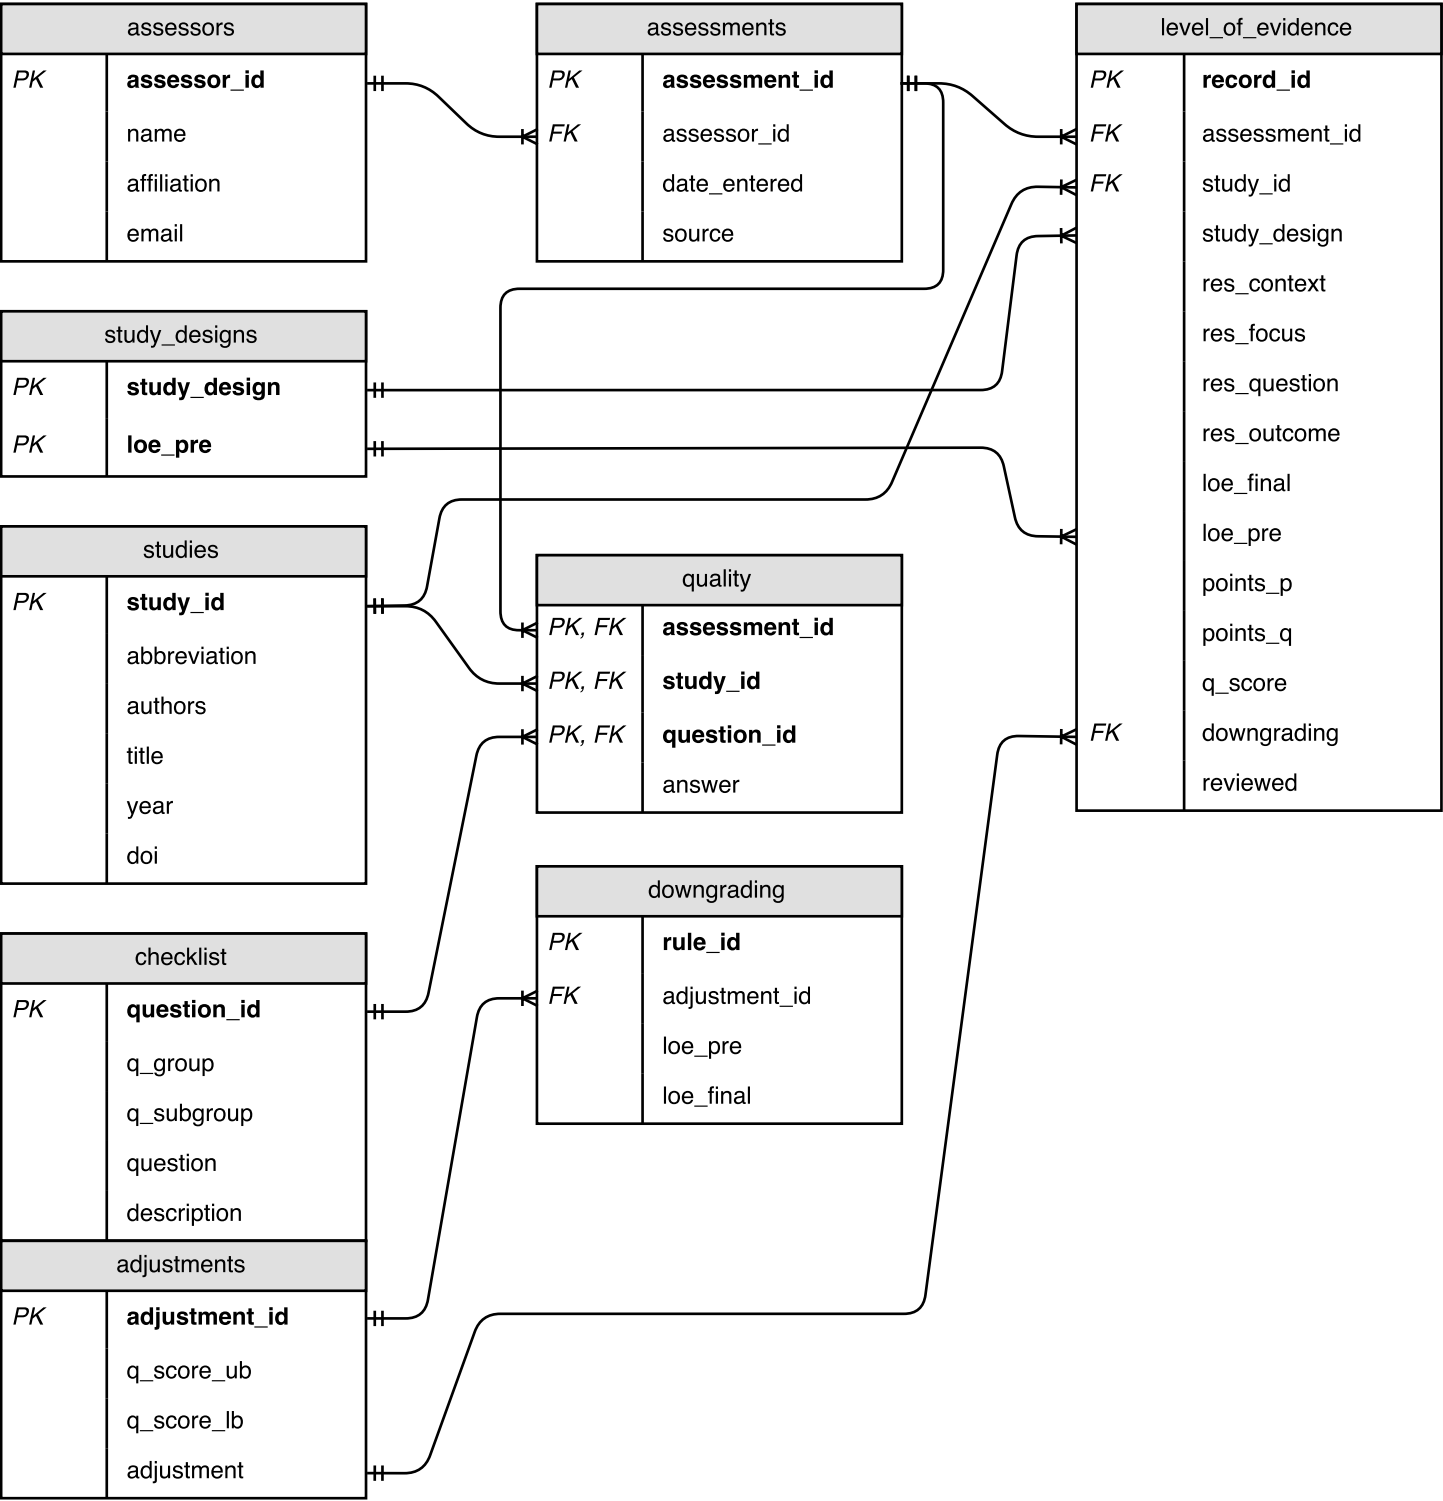 assessors
PK assessor_id
name
affiliation
email
assessments
PK assessment_id
FK assessor_id
date_entered
source
level_of_evidence
PK record_id
FK assessment_id
FK study_id
study_design
res_context
res_focus
res_question
res_outcome
loe_final
loe_pre
points_p
points_q
q_score
FK downgrading
reviewed
study_designs
PK study_design
PK loe_pre
studies
PK study_id
abbreviation
authors
title
year
doi
quality
PK, FK assessment_id
PK, FK study_id
PK, FK question_id
answer
downgrading
PK rule_id
FK adjustment_id
loe_pre
loe_final
checklist
PK question_id
q_group
q_subgroup
question
description
adjustments
PK adjustment_id
q_score_ub
q_score_lb
adjustment